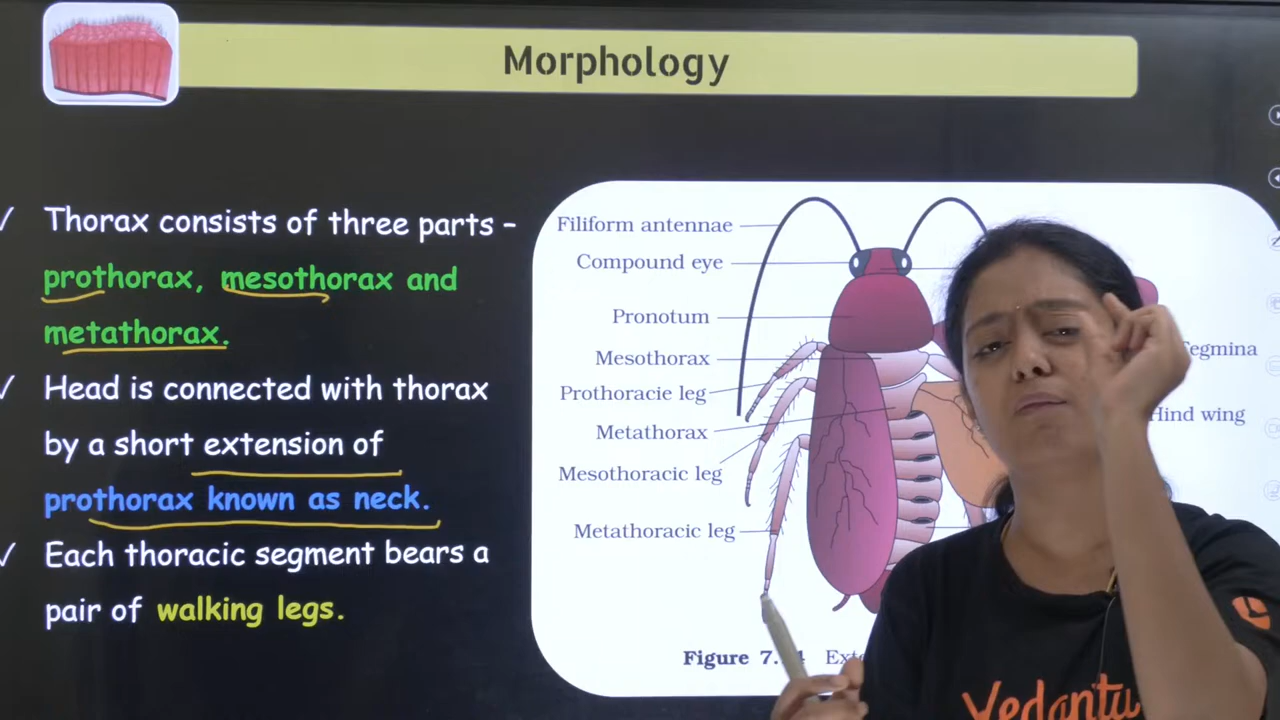 Morphology
✓ Thorax consists of three parts –
prothorax, mesothorax and
metathorax.
✓ Head is connected with thorax
by a short extension of
prothorax known as neck.
✓ Each thoracic segment bears a
pair of walking legs.
Filiform antennae
Compound eye
Pronotum
Mesothorax
Prothoracie leg
Metathorax
Mesothoracic leg
Metathoracic leg
Tegmina
Hind wing
Figure
Vedantu